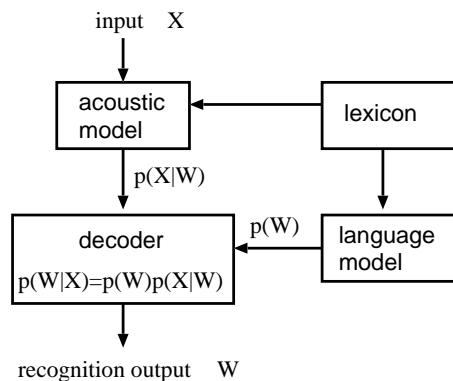 input X
acoustic
model
lexicon
p(X|W)
p(W)
language
model
decoder
p(W|X)=p(W)p(X|W)
recognition output W